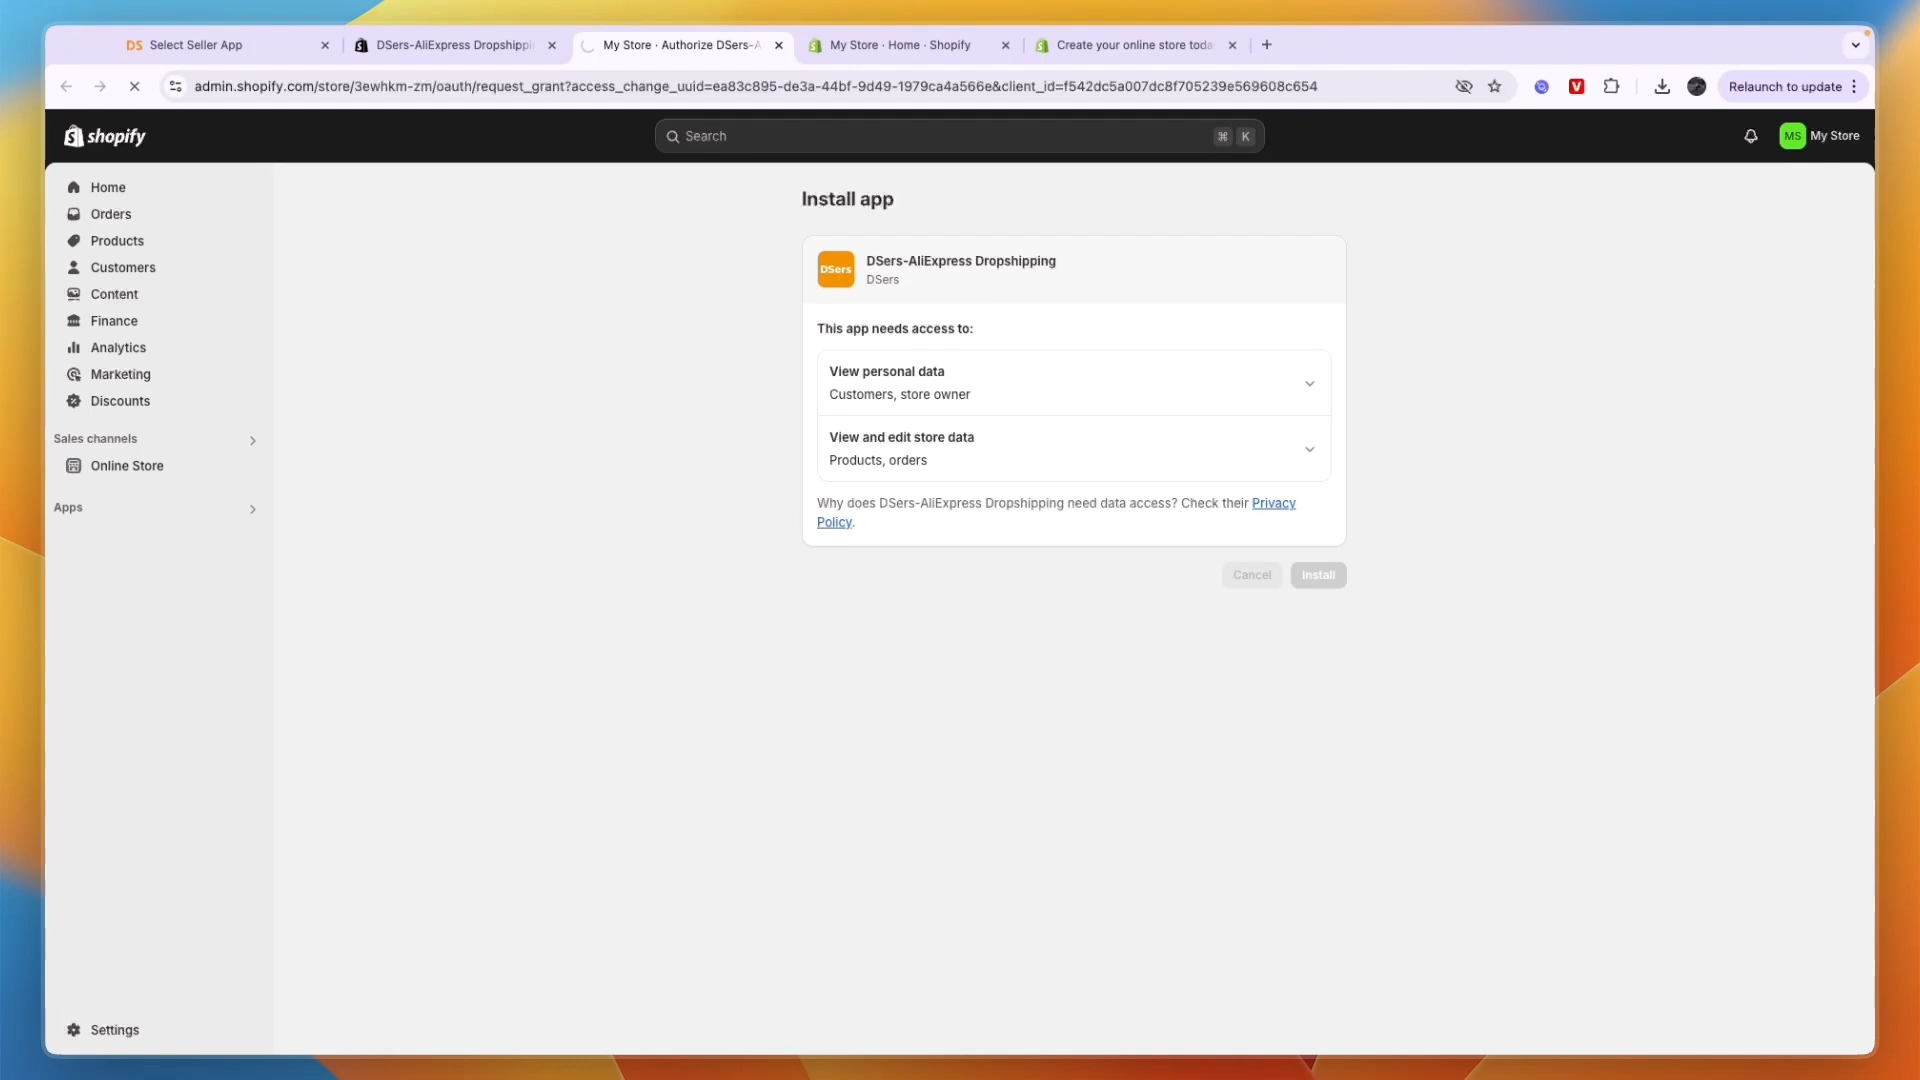 DS Select Seller App
DSers-AliExpress Dropshippi
My Store · Authorize DSers-A
My Store · Home · Shopify
Create your online store toda
admin.shopify.com/store/3ewhkm-zm/oauth/request_grant?access_change_uuid=ea83c895-de3a-44bf-9d49-1979ca4a566e&client_id=f542dc5a007dc8f705239e569608c654
V
Relaunch to update
shopify
Search
⌘ K
MS My Store
Home
Orders
Products
Customers
Content
Finance
Analytics
Marketing
Discounts
Sales channels
Online Store
Apps
Settings
Install app
DSers
DSers-AliExpress Dropshipping
DSers
This app needs access to:
View personal data
Customers, store owner
View and edit store data
Products, orders
Why does DSers-AliExpress Dropshipping need data access? Check their Privacy
Policy.
Cancel
Install